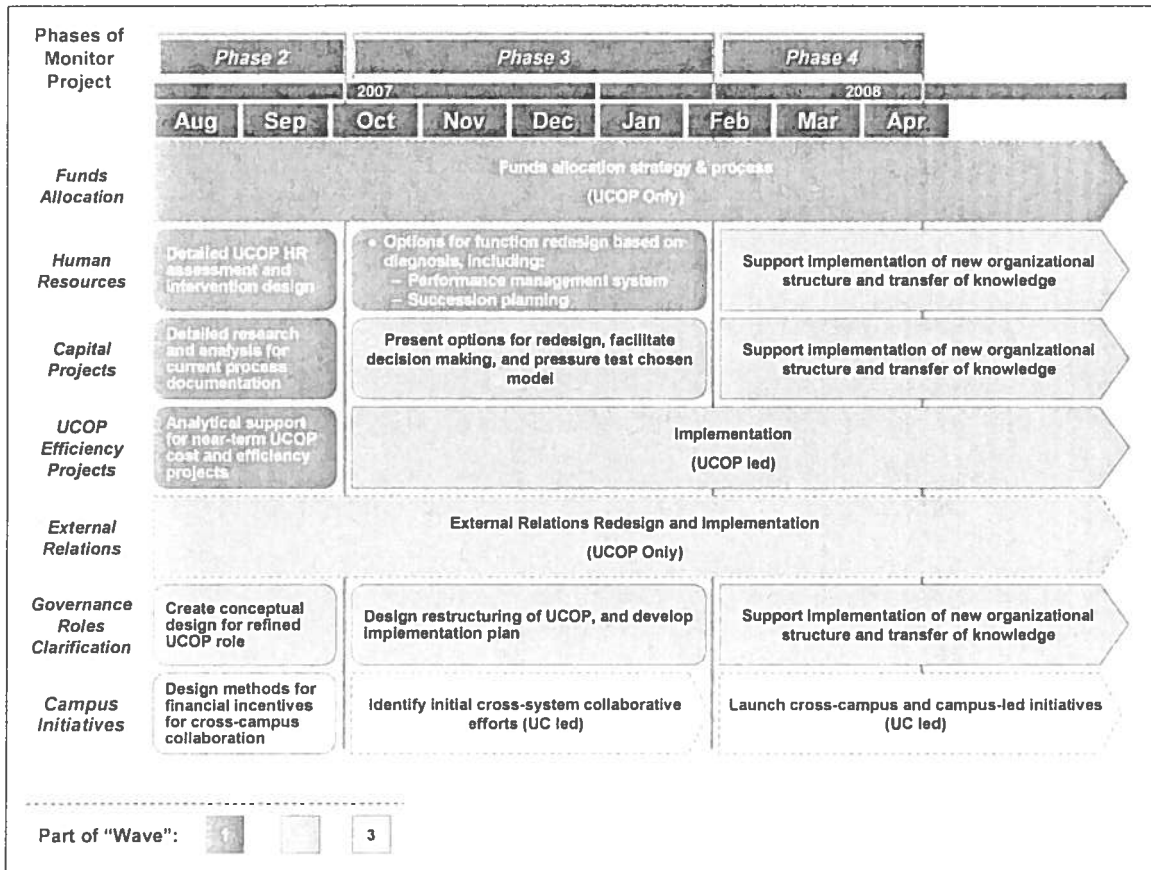 Phases of
Monitor
Project
Phase 2
Phase 3
Phase 4
2007
2008
Aug
Sep
Oct
Nov
Dec
Jan
Feb
Mar
Apr
Funds
Allocation
Funds allocation strategy & process
(UCOP Only)
Human
Resources
Detailed UCOP HR
assessment and
intervention design
• Options for function redesign based on
diagnosis, including:
– Performance management system
– Succession planning
Support implementation of new organizational
structure and transfer of knowledge
Capital
Projects
Detailed research
and analysis for
current process
documentation
Present options for redesign, facilitate
decision making, and pressure test chosen
model
Support implementation of new organizational
structure and transfer of knowledge
UCOP
Efficiency
Projects
Analytical support
for near-term UCOP
cost and efficiency
projects
Implementation
(UCOP led)
External
Relations
External Relations Redesign and Implementation
(UCOP Only)
Governance
Roles
Clarification
Create conceptual
design for refined
UCOP role
Design restructuring of UCOP, and develop
implementation plan
Support implementation of new organizational
structure and transfer of knowledge
Campus
Initiatives
Design methods for
financial incentives
for cross-campus
collaboration
Identify initial cross-system collaborative
efforts (UC led)
Launch cross-campus and campus-led initiatives
(UC led)
Part of "Wave":
1
3